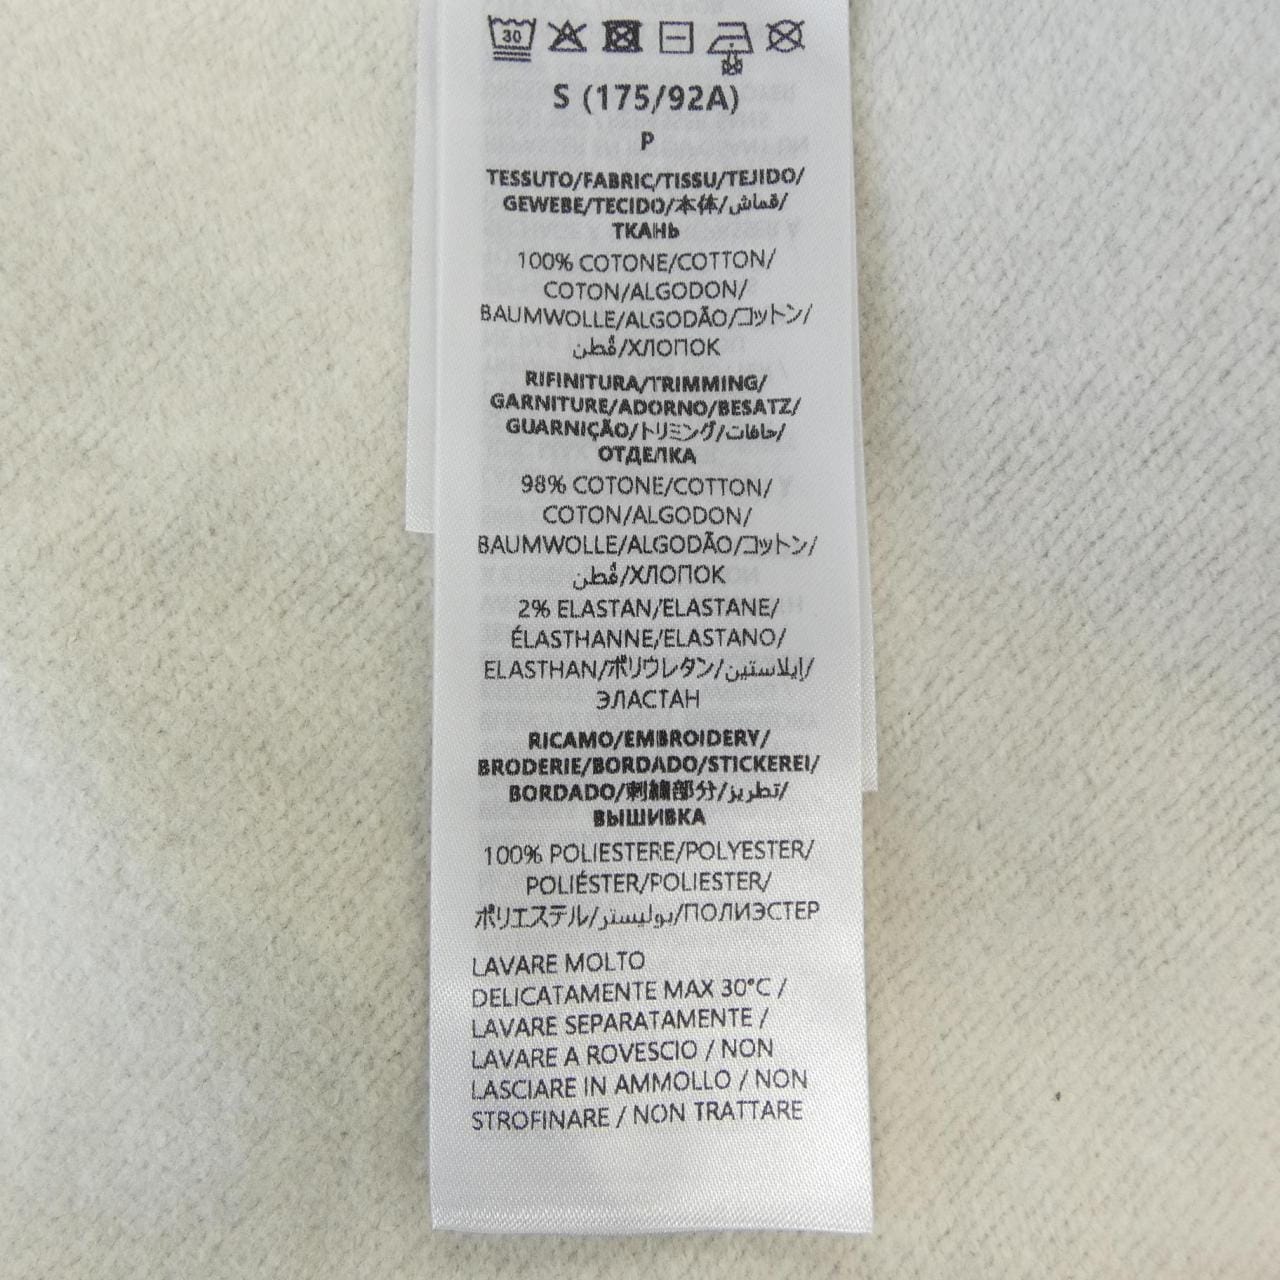 30
S (175/92A)
P
TESSUTO/FABRIC/TISSU/TEJIDO/
GEWEBE/TECIDO/本体/قماش/
ТКАНЬ
100% COTONE/COTTON/
COTON/ALGODON/
BAUMWOLLE/ALGODÃO/コットン/
قُطن/ХЛОПОК
RIFINITURA/TRIMMING/
GARNITURE/ADORNO/BESATZ/
GUARNIÇÃO/トリミング/حافات/
ОТДЕЛКА
98% COTONE/COTTON/
COTON/ALGODON/
BAUMWOLLE/ALGODÃO/コットン/
قُطن/ХЛОПОК
2% ELASTAN/ELASTANE/
ÉLASTHANNE/ELASTANO/
ELASTHAN/ポリウレタン/إيلاستين/
ЭЛАСТАН
RICAMO/EMBROIDERY/
BRODERIE/BORDADO/STICKEREI/
BORDADO/刺繍部分/تطريز/
ВЫШИВКА
100% POLIESTERE/POLYESTER/
POLIÉSTER/POLIESTER/
ポリエステル/بوليستر/ПОЛИЭСТЕР
LAVARE MOLTO
DELICATAMENTE MAX 30°C /
LAVARE SEPARATAMENTE /
LAVARE A ROVESCIO / NON
LASCIARE IN AMMOLLO / NON
STROFINARE / NON TRATTARE